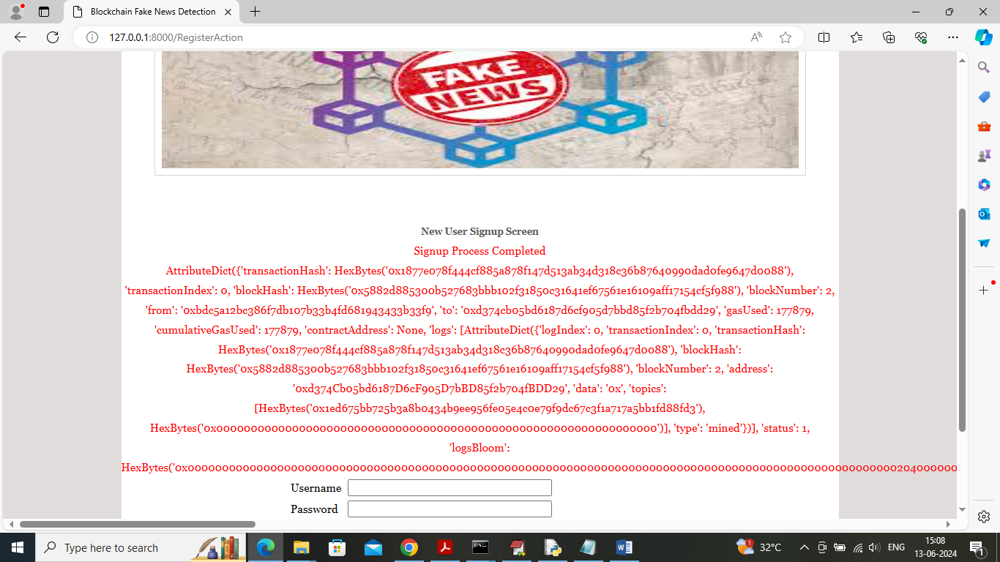 Blockchain Fake News Detection
127.0.0.1:8000/RegisterAction
FAKE
NEWS
New User Signup Screen
Signup Process Completed
AttributeDict({'transactionHash': HexBytes('0x1877e078f444cf885a878f147d513ab34d318c36b87640990dad0fe9647d0088'),
'transactionIndex': 0, 'blockHash': HexBytes('0x5882d885300b527683bbb102f31850c31641ef67561e16109aff17154cf5f988'), 'blockNumber': 2,
'from': '0xbdc5a12bc386f7db107b33b4fd681943433b33f9', 'to': '0xd374cb05bd6187d6cf905d7bbd85f2b704fbdd29', 'gasUsed': 177879,
'cumulativeGasUsed': 177879, 'contractAddress': None, 'logs': [AttributeDict({'logIndex': 0, 'transactionIndex': 0, 'transactionHash':
HexBytes('0x1877e078f444cf885a878f147d513ab34d318c36b87640990dad0fe9647d0088'), 'blockHash':
HexBytes('0x5882d885300b527683bbb102f31850c31641ef67561e16109aff17154cf5f988'), 'blockNumber': 2, 'address':
'0xd374Cb05bd6187D6cF905D7bBD85f2b704fBDD29', 'data': '0x', 'topics':
[HexBytes('0x1ed675bb725b3a8b0434b9ee956fe05e4c0e79f9dc67c3f1a717a5bb1fd88fd3'),
HexBytes('0x0000000000000000000000000000000000000000000000000000000000000000')], 'type': 'mined'})], 'status': 1,
'logsBloom':
Username
Password
Type here to search
32°C
ENG
15:08
13-06-2024
1